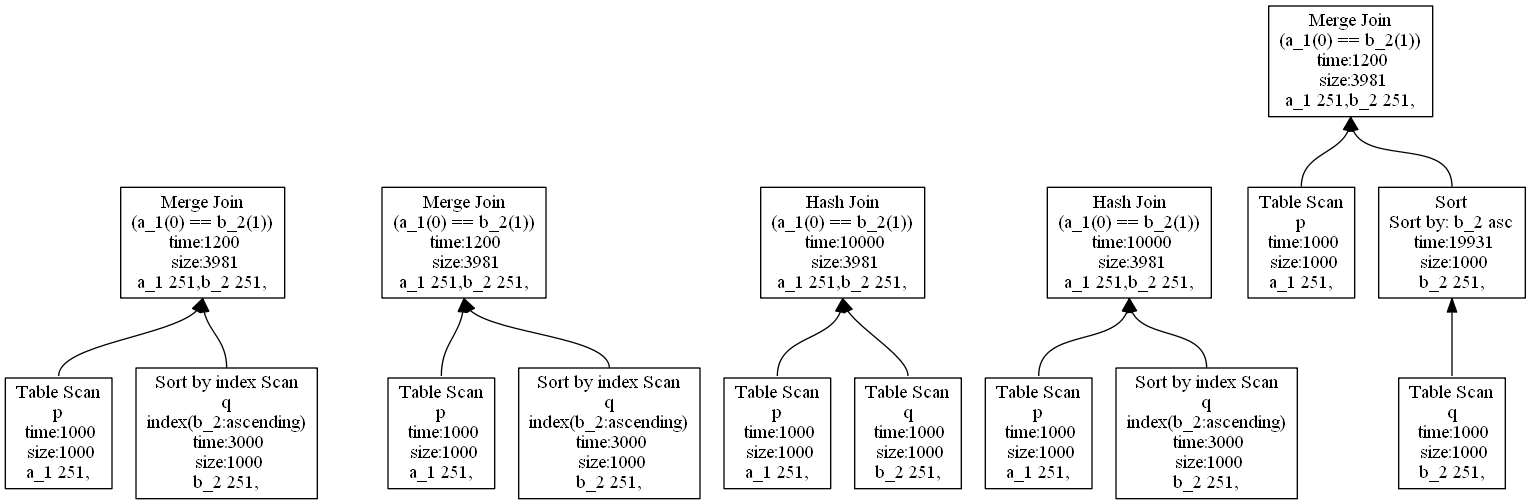 Merge Join
(a_1(0) == b_2(1))
time:1200
size:3981
a_1 251,b_2 251,
Merge Join
(a_1(0) == b_2(1))
time:1200
size:3981
a_1 251,b_2 251,
Merge Join
(a_1(0) == b_2(1))
time:1200
size:3981
a_1 251,b_2 251,
Hash Join
(a_1(0) == b_2(1))
time:10000
size:3981
a_1 251,b_2 251,
Hash Join
(a_1(0) == b_2(1))
time:10000
size:3981
a_1 251,b_2 251,
Table Scan
p
time:1000
size:1000
a_1 251,
Sort
Sort by: b_2 asc
time:19931
size:1000
b_2 251,
Table Scan
p
time:1000
size:1000
a_1 251,
Sort by index Scan
q
index(b_2:ascending)
time:3000
size:1000
b_2 251,
Table Scan
p
time:1000
size:1000
a_1 251,
Sort by index Scan
q
index(b_2:ascending)
time:3000
size:1000
b_2 251,
Table Scan
p
time:1000
size:1000
a_1 251,
Table Scan
q
time:1000
size:1000
b_2 251,
Table Scan
p
time:1000
size:1000
a_1 251,
Sort by index Scan
q
index(b_2:ascending)
time:3000
size:1000
b_2 251,
Table Scan
q
time:1000
size:1000
b_2 251,